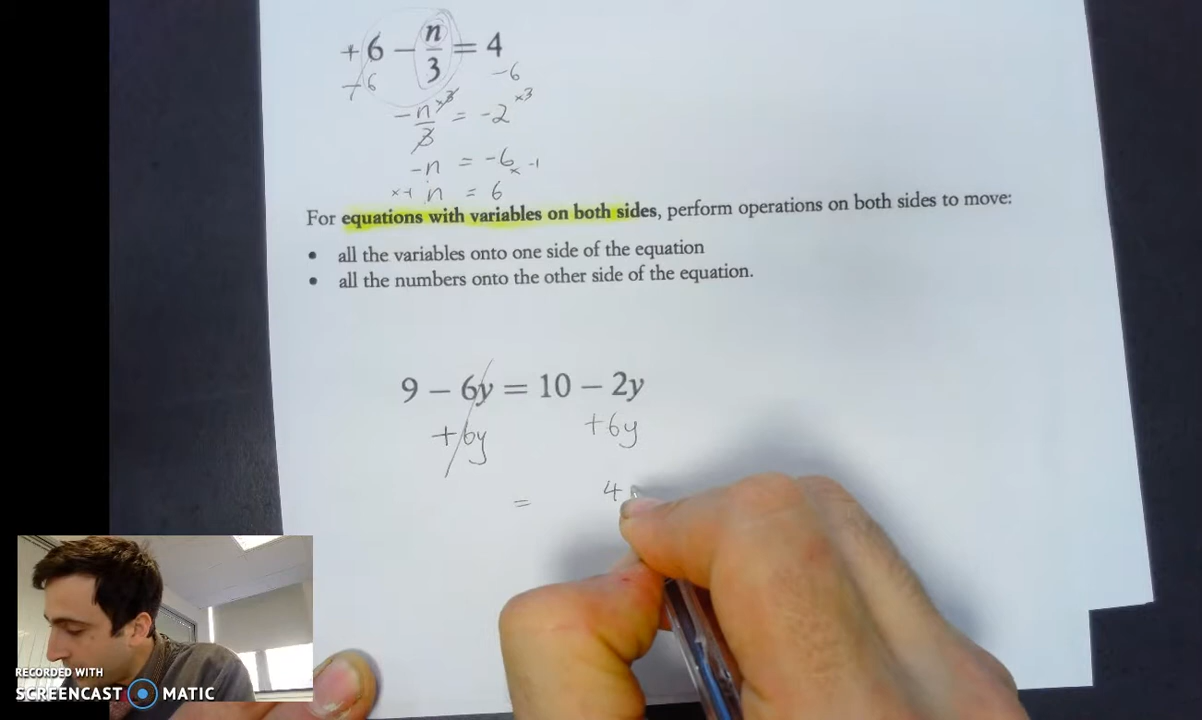 +6 − n/3 = 4
+6 −6
−n/3 ×3 = −2 ×3
−n = −6 × −1
×−1 n = 6
For equations with variables on both sides, perform operations on both sides to move:
• all the variables onto one side of the equation
• all the numbers onto the other side of the equation.
9 − 6y = 10 − 2y
+6y +6y
= 4
RECORDED WITH
SCREENCAST MATIC